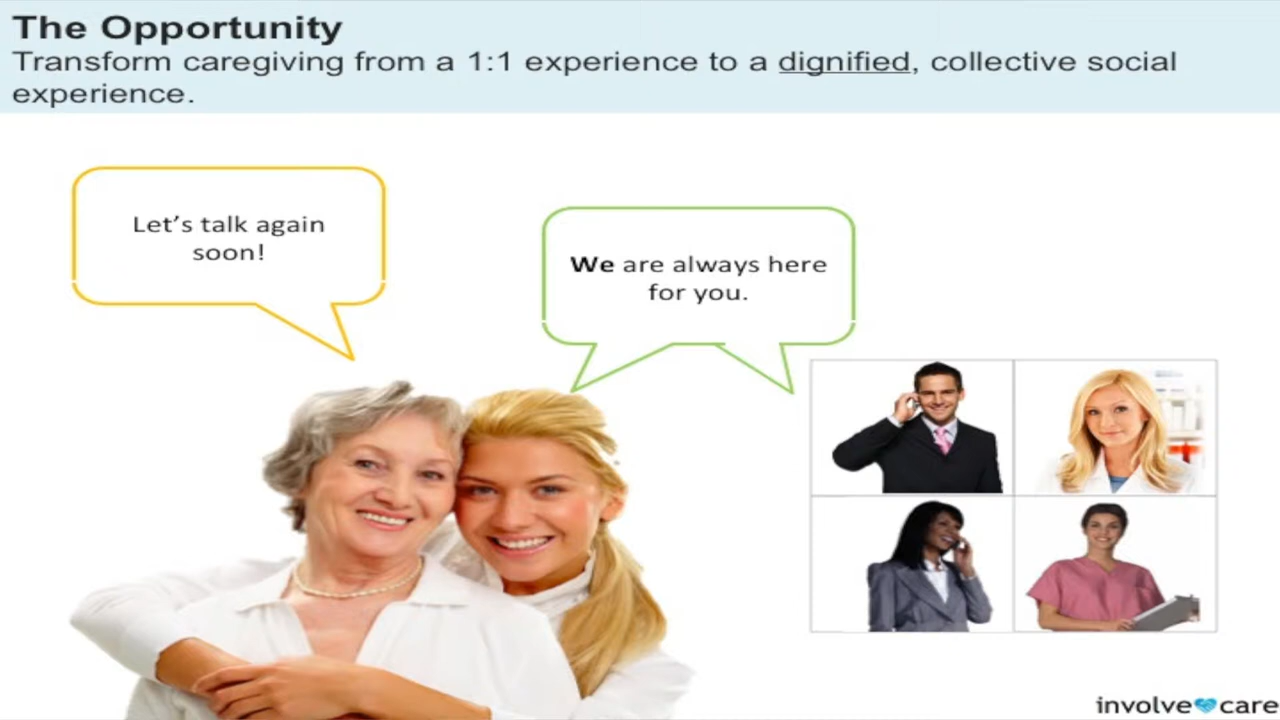 The Opportunity
Transform caregiving from a 1:1 experience to a dignified, collective social
experience.
Let’s talk again
soon!
We are always here
for you.
involve care